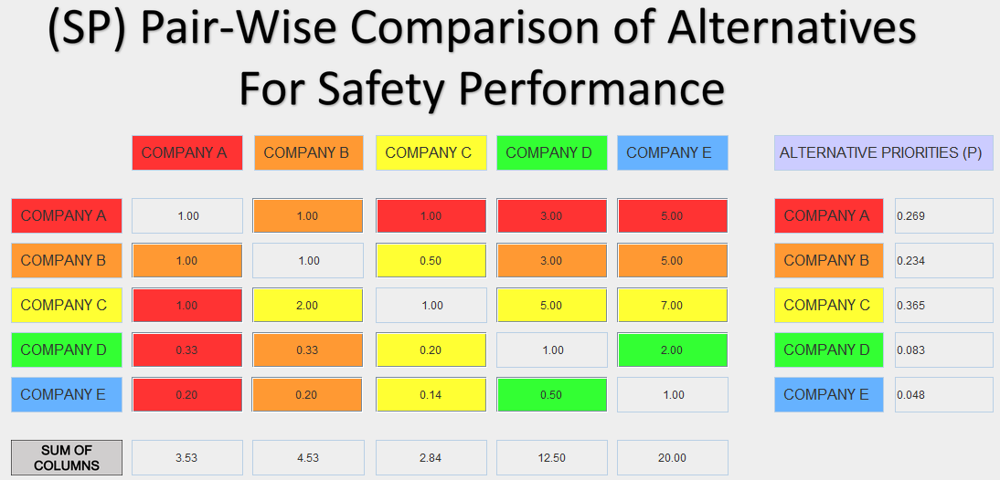 (SP) Pair-Wise Comparison of Alternatives
For Safety Performance
COMPANY A COMPANY B COMPANY C COMPANY D COMPANY E ALTERNATIVE PRIORITIES (P)
COMPANY A 1.00 1.00 1.00 3.00 5.00 COMPANY A 0.269
COMPANY B 1.00 1.00 0.50 3.00 5.00 COMPANY B 0.234
COMPANY C 1.00 2.00 1.00 5.00 7.00 COMPANY C 0.365
COMPANY D 0.33 0.33 0.20 1.00 2.00 COMPANY D 0.083
COMPANY E 0.20 0.20 0.14 0.50 1.00 COMPANY E 0.048
SUM OF
COLUMNS 3.53 4.53 2.84 12.50 20.00